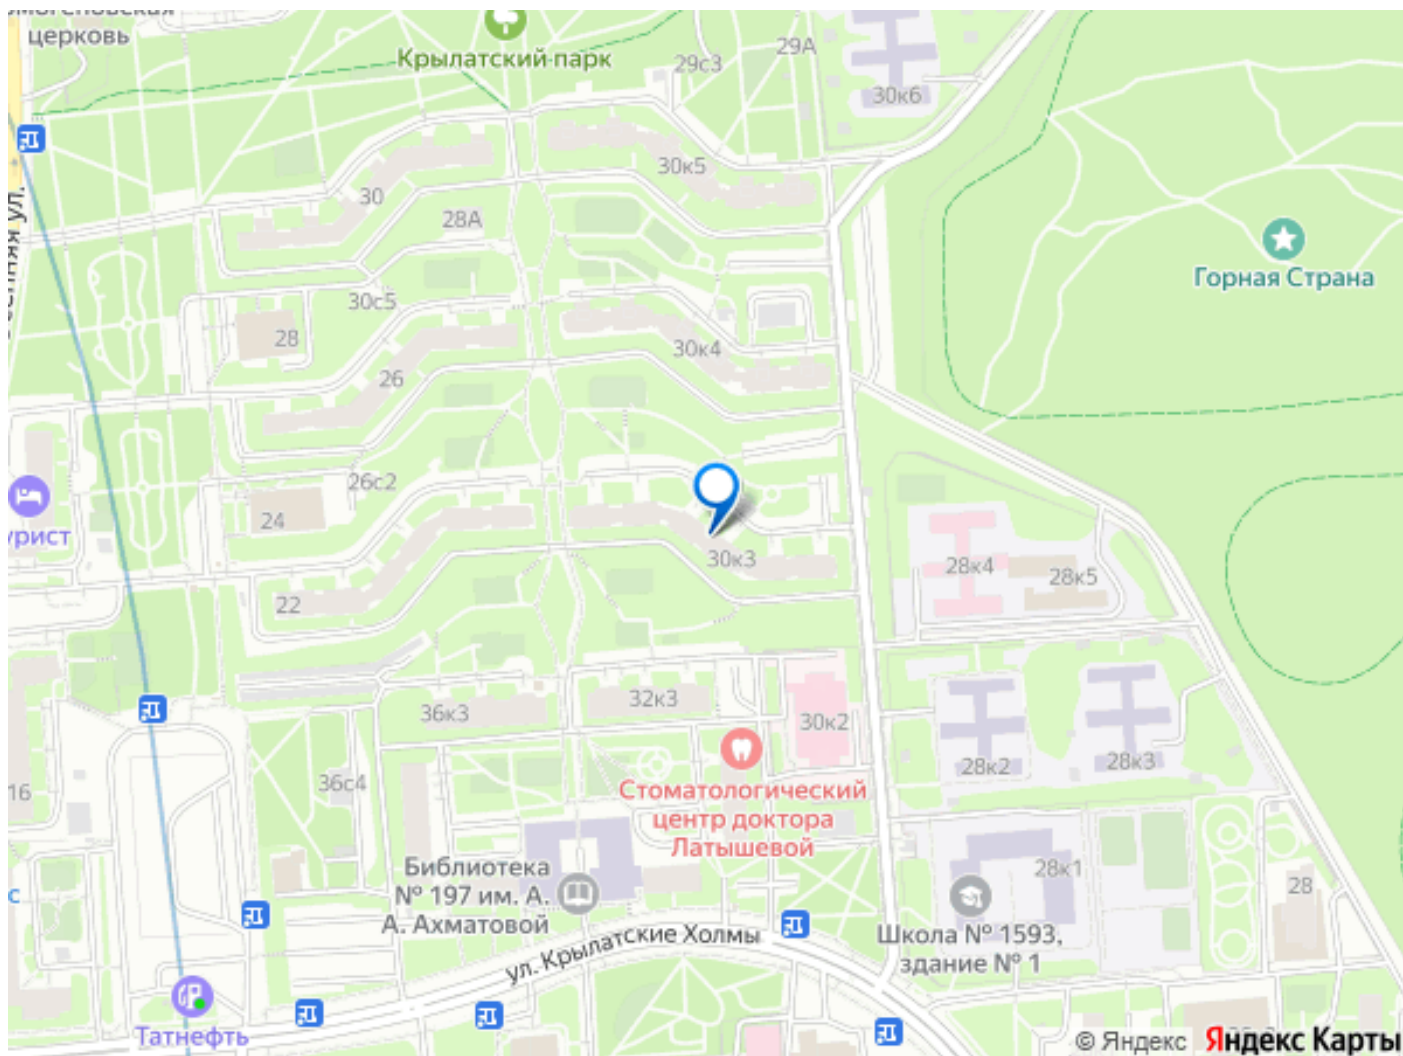 церковь
Крылатский парк
29с3
29А
30к6
30
30к5
28А
Горная Страна
30с5
28
30к4
26
26с2
24
30к3
28к4
28к5
22
36к3
32к3
30к2
28к2
28к3
16
36с4
Стоматологический
центр доктора
Латышевой
Библиотека
№ 197 им. А.
А. Ахматовой
28к1
28
Школа № 1593,
здание № 1
ул. Крылатские Холмы
Татнефть
© Яндекс Яндекс Карты